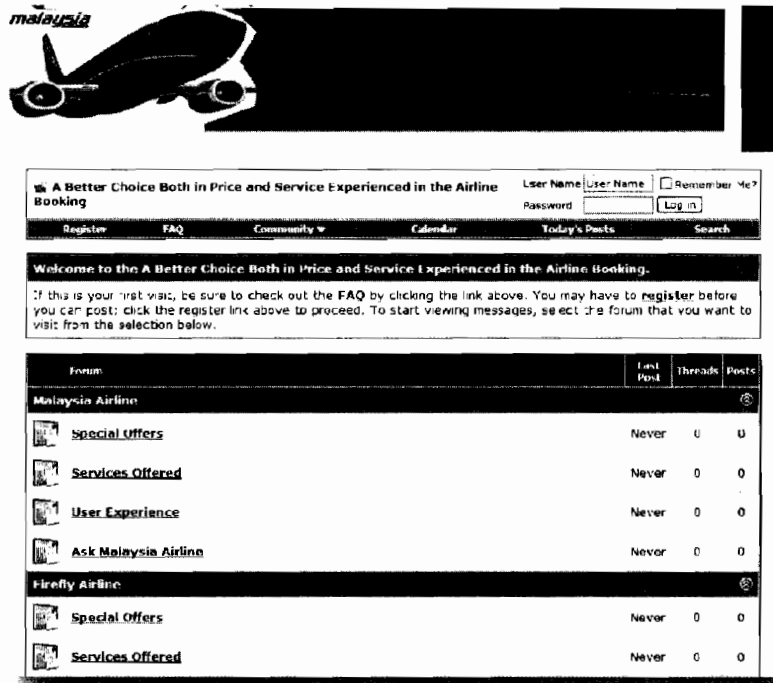 malaysia
A Better Choice Both in Price and Service Experienced in the Airline Booking
User Name User Name Remember Me?
Password Log in
Register FAQ Community Calendar Today's Posts Search
Welcome to the A Better Choice Both in Price and Service Experienced in the Airline Booking.
If this is your first visit, be sure to check out the FAQ by clicking the link above. You may have to register before
you can post: click the register link above to proceed. To start viewing messages, select the forum that you want to
visit from the selection below.
Forum Last Post Threads Posts
Malaysia Airline
Special Offers Never 0 0
Services Offered Never 0 0
User Experience Never 0 0
Ask Malaysia Airline Never 0 0
Firefly Airline
Special Offers Never 0 0
Services Offered Never 0 0